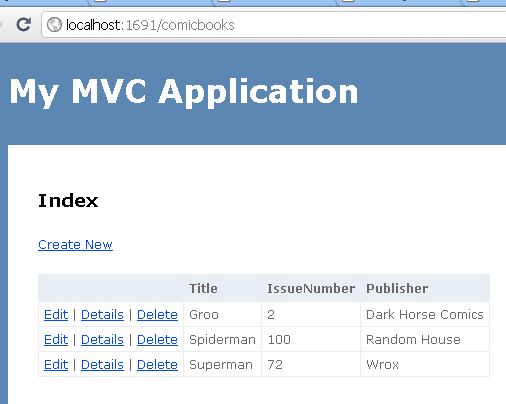 localhost:1691/comicbooks
My MVC Application
Index
Create New
Title IssueNumber Publisher
Edit | Details | Delete Groo 2 Dark Horse Comics
Edit | Details | Delete Spiderman 100 Random House
Edit | Details | Delete Superman 72 Wrox